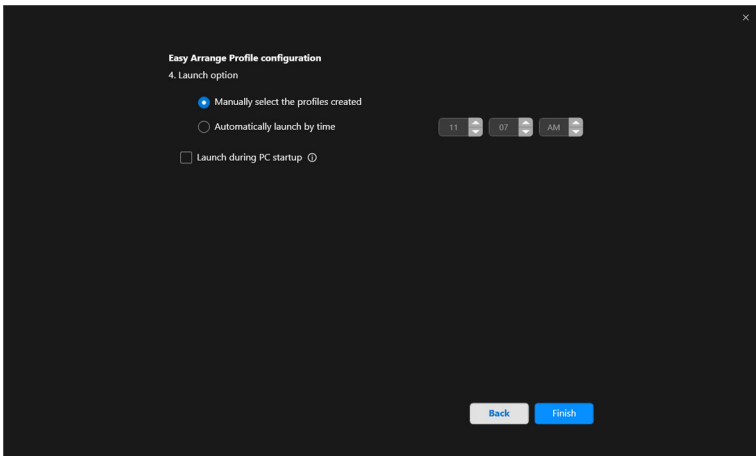 Easy Arrange Profile configuration
4. Launch option
Manually select the profiles created
Automatically launch by time 11 07 AM
Launch during PC startup
Back Finish